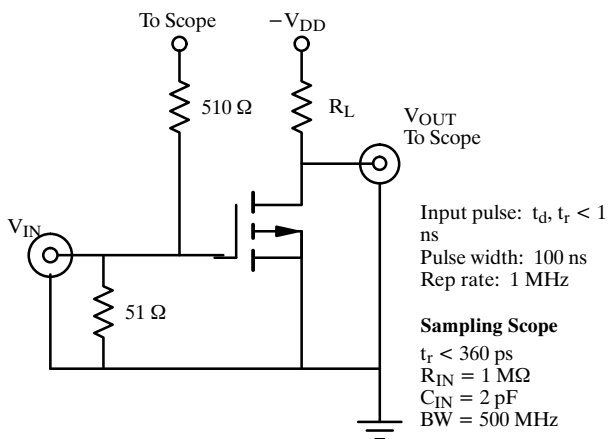 To Scope
−VDD
510 Ω
RL
VOUT
To Scope
VIN
51 Ω
Input pulse: td, tr < 1
ns
Pulse width: 100 ns
Rep rate: 1 MHz
Sampling Scope
tr < 360 ps
RIN = 1 MΩ
CIN = 2 pF
BW = 500 MHz